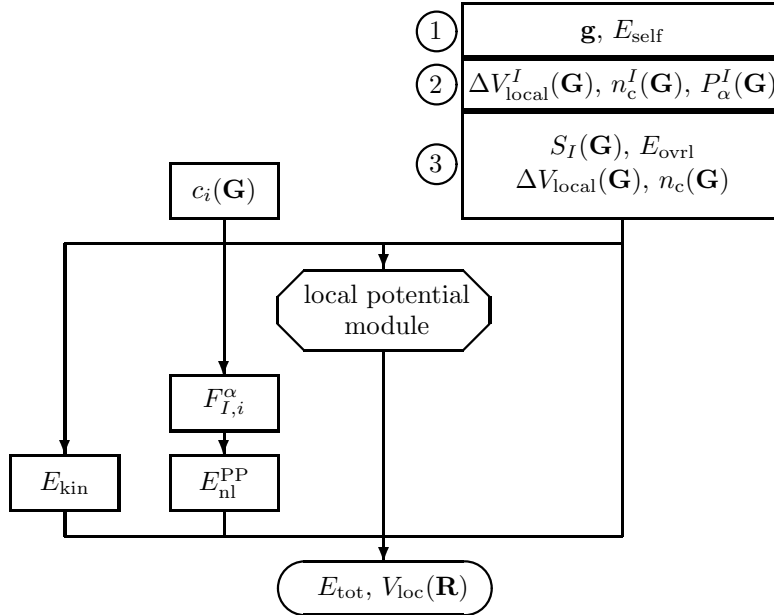 1
𝐠, E_self
2
ΔV^I_local(𝐆), n^I_c(𝐆), P^I_α(𝐆)
3
S_I(𝐆), E_ovrl
ΔV_local(𝐆), n_c(𝐆)
c_i(𝐆)
local potential
module
F^α_{I,i}
E_kin
E^PP_nl
E_tot, V_loc(𝐑)